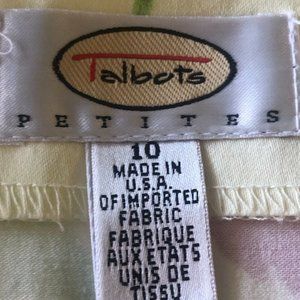 Talbots
PETITES
10
MADE IN
U.S.A.
OF IMPORTED
FABRIC
FABRIQUE
AUX ETATS
UNIS DE
TISSU